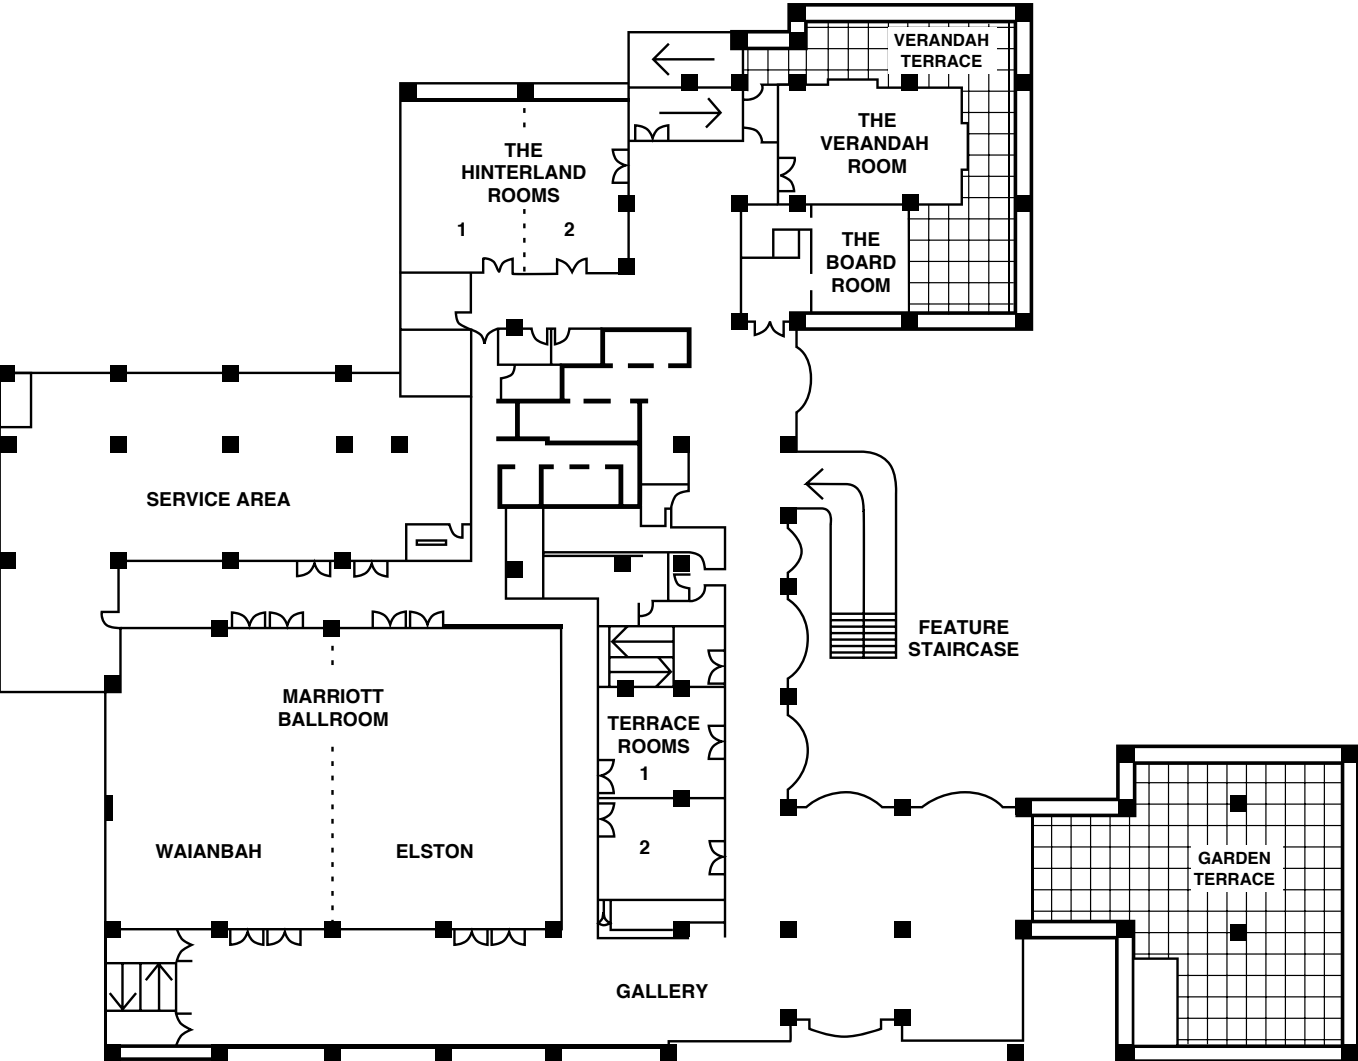 VERANDAH
TERRACE
THE
VERANDAH
ROOM
THE
HINTERLAND
ROOMS
1
2
THE
BOARD
ROOM
SERVICE AREA
FEATURE
STAIRCASE
MARRIOTT
BALLROOM
TERRACE
ROOMS
1
2
WAIANBAH
ELSTON
GARDEN
TERRACE
GALLERY